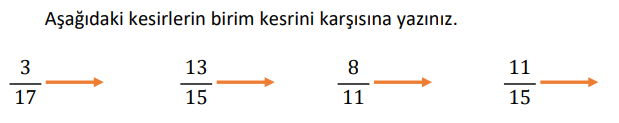 Aşağıdaki kesirlerin birim kesrini karşısına yazınız.
3/17 → 13/15 → 8/11 → 11/15 →